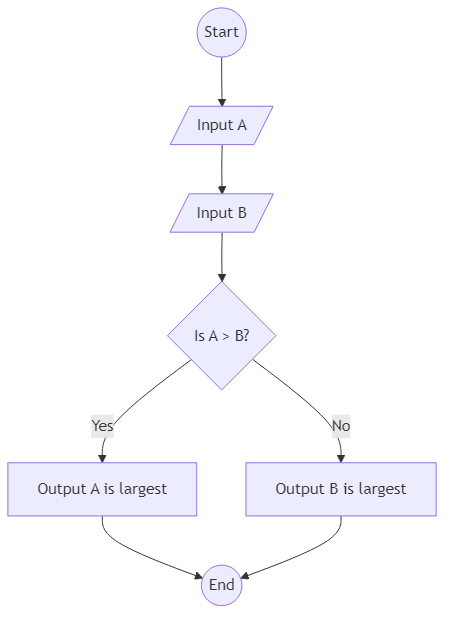 Start
Input A
Input B
Is A > B?
Yes
No
Output A is largest
Output B is largest
End